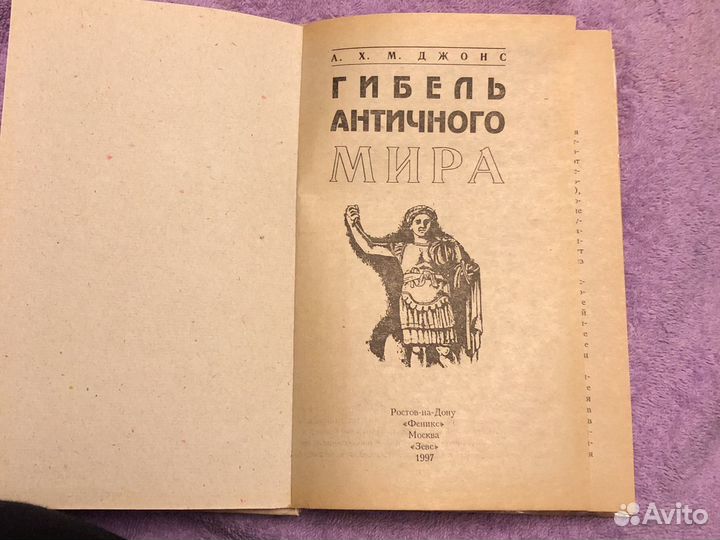 А. Х. М. ДЖОНС
ГИБЕЛЬ
АНТИЧНОГО
МИРА
Ростов-на-Дону
«Феникс»
Москва
«Зевс»
1997
Avito